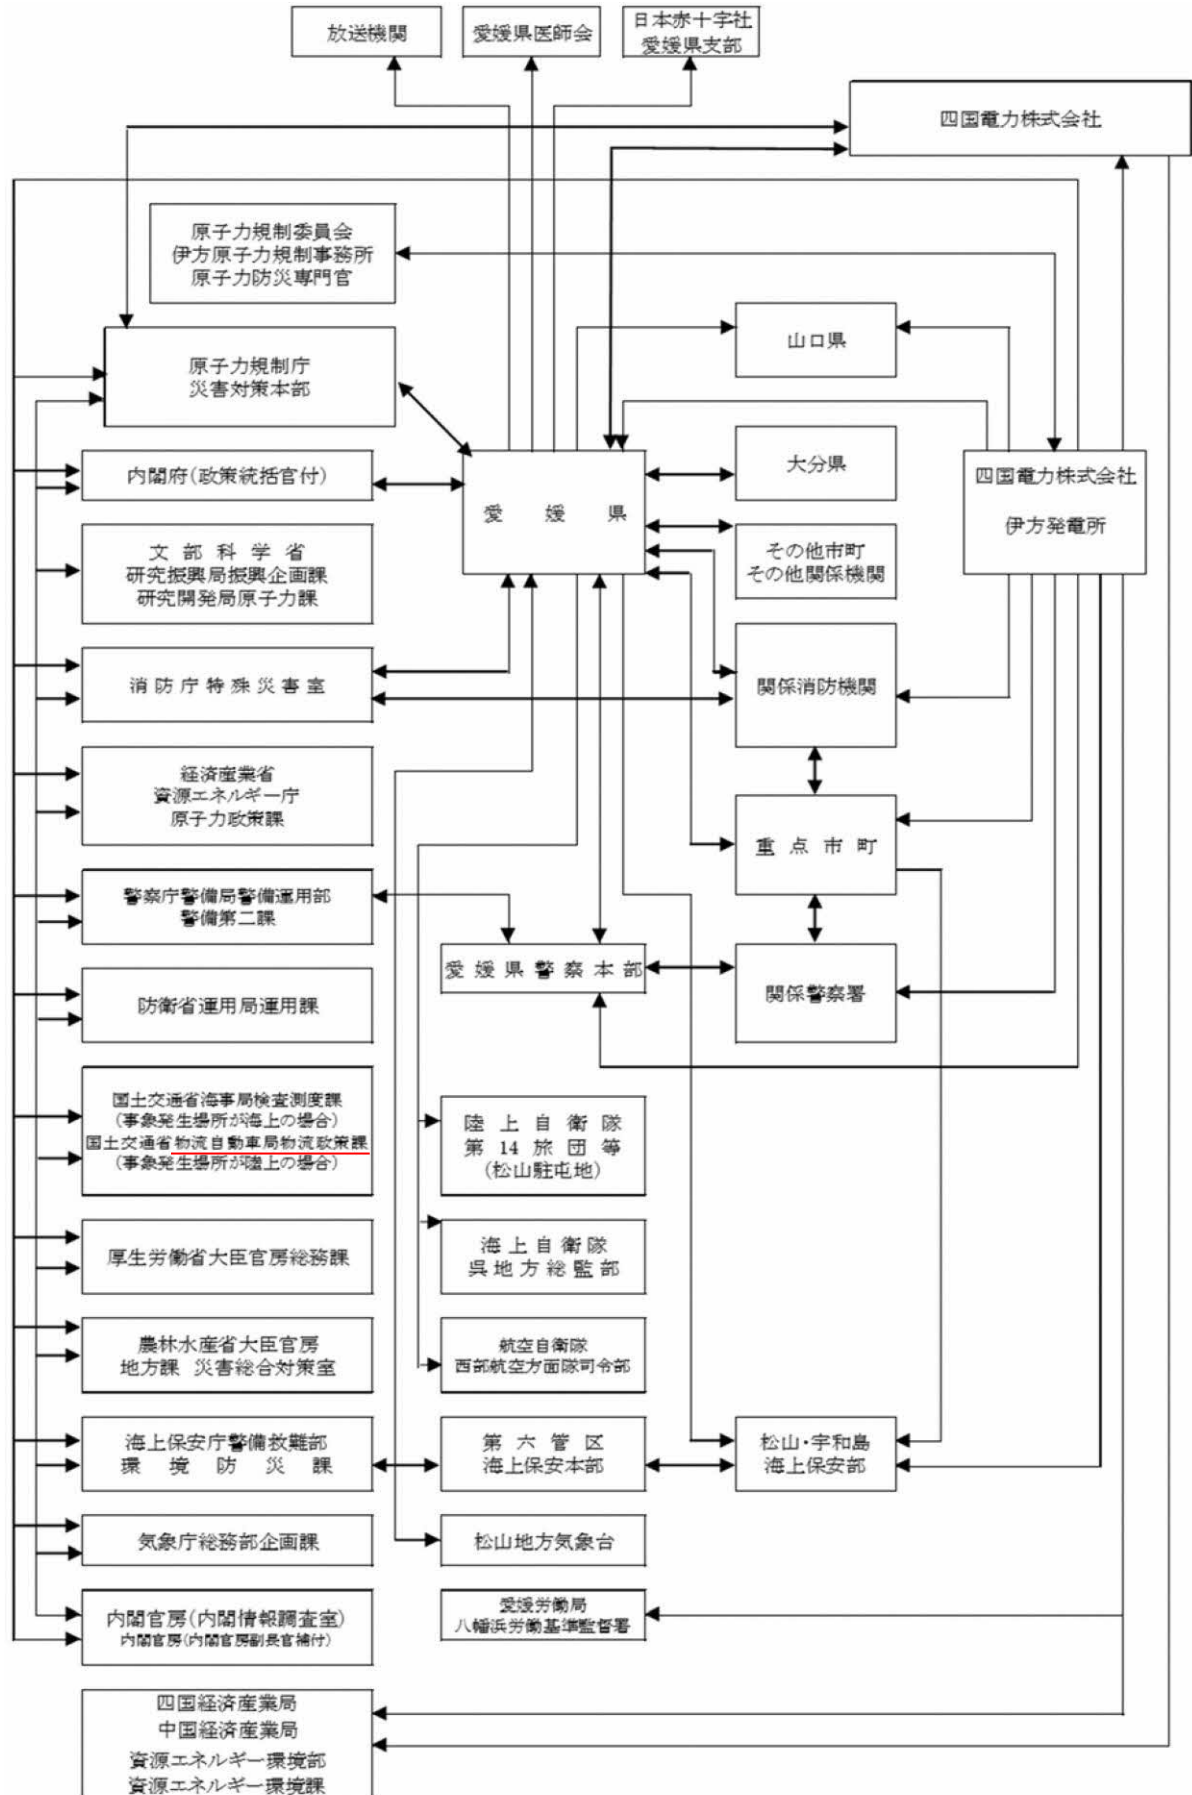 放送機関
愛媛県医師会
日本赤十字社
愛媛県支部
四国電力株式会社
原子力規制委員会
伊方原子力規制事務所
原子力防災専門官
山口県
原子力規制庁
災害対策本部
内閣府(政策統括官付)
愛媛県
大分県
四国電力株式会社
伊方発電所
その他市町
その他関係機関
文部科学省
研究振興局振興企画課
研究開発局原子力課
消防庁特殊災害室
関係消防機関
経済産業省
資源エネルギー庁
原子力政策課
重点市町
警察庁警備局警備運用部
警備第二課
愛媛県警察本部
関係警察署
防衛省運用局運用課
国土交通省海事局検査測度課
(事象発生場所が海上の場合)
国土交通省物流自動車局物流政策課
(事象発生場所が陸上の場合)
陸上自衛隊
第14旅団等
(松山駐屯地)
厚生労働省大臣官房総務課
海上自衛隊
呉地方総監部
農林水産省大臣官房
地方課 災害総合対策室
航空自衛隊
西部航空方面隊司令部
海上保安庁警備救難部
環境防災課
第六管区
海上保安本部
松山・宇和島
海上保安部
気象庁総務部企画課
松山地方気象台
内閣官房(内閣情報調査室)
内閣官房(内閣官房副長官補付)
愛媛労働局
八幡浜労働基準監督署
四国経済産業局
中国経済産業局
資源エネルギー環境部
資源エネルギー環境課